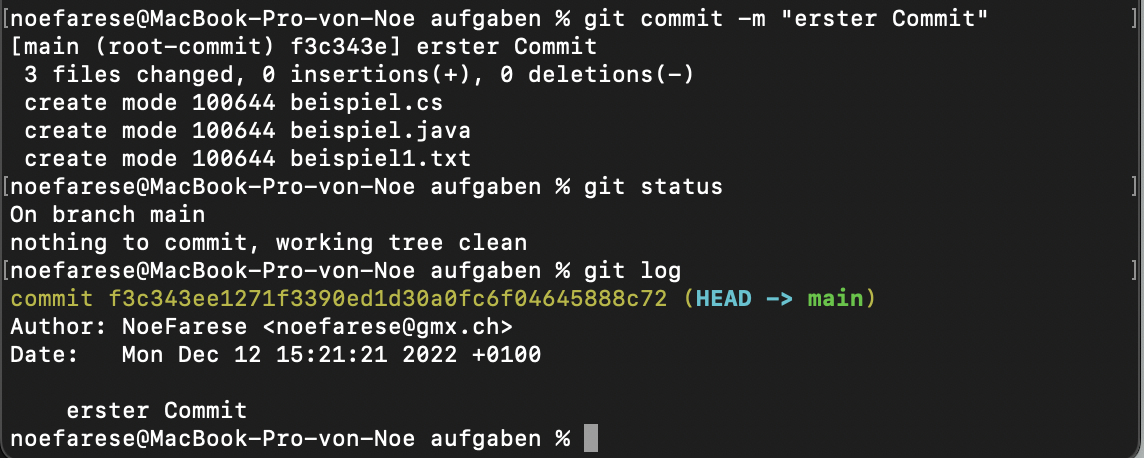 [noefarese@MacBook-Pro-von-Noe aufgaben % git commit -m "erster Commit" ]
[main (root-commit) f3c343e] erster Commit
 3 files changed, 0 insertions(+), 0 deletions(-)
 create mode 100644 beispiel.cs
 create mode 100644 beispiel.java
 create mode 100644 beispiel1.txt
[noefarese@MacBook-Pro-von-Noe aufgaben % git status ]
On branch main
nothing to commit, working tree clean
[noefarese@MacBook-Pro-von-Noe aufgaben % git log ]
commit f3c343ee1271f3390ed1d30a0fc6f04645888c72 (HEAD -> main)
Author: NoeFarese <noefarese@gmx.ch>
Date:   Mon Dec 12 15:21:21 2022 +0100

    erster Commit
noefarese@MacBook-Pro-von-Noe aufgaben %